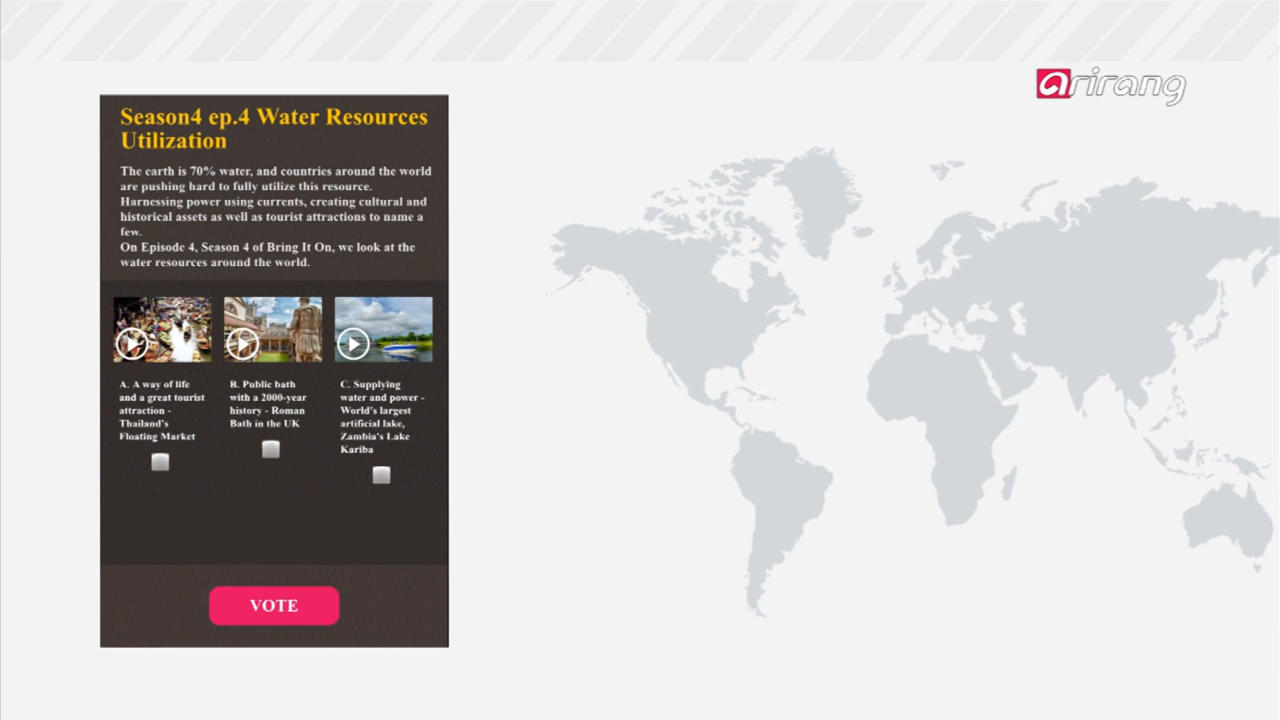 arirang
Season4 ep.4 Water Resources
Utilization
The earth is 70% water, and countries around the world
are pushing hard to fully utilize this resource.
Harnessing power using currents, creating cultural and
historical assets as well as tourist attractions to name a
few.
On Episode 4, Season 4 of Bring It On, we look at the
water resources around the world.
A. A way of life
and a great tourist
attraction -
Thailand's
Floating Market
B. Public bath
with a 2000-year
history - Roman
Bath in the UK
C. Supplying
water and power -
World's largest
artificial lake,
Zambia's Lake
Kariba
VOTE